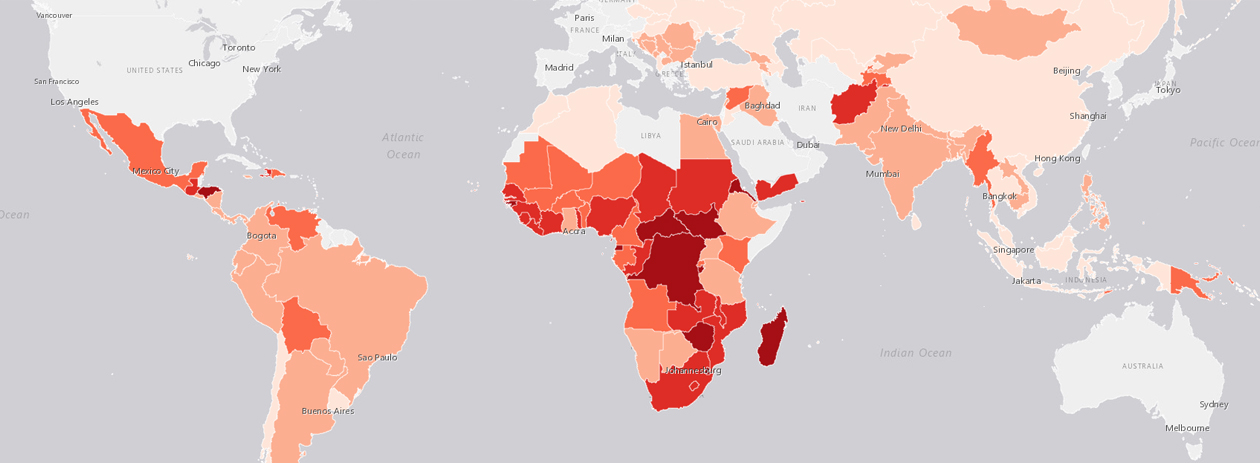 GERMANY
Vancouver
Paris
FRANCE
Toronto
Milan
Chicago
UNITED STATES
New York
ITALY
Madrid
Istanbul
GREECE
Beijing
San Francisco
JAPAN
Tokyo
Los Angeles
Baghdad
IRAN
Shanghai
Cairo
New Delhi
Atlantic
Ocean
LIBYA
SAUDI ARABIA
Dubai
Pacific Ocean
Hong Kong
Mexico City
Mumbai
Bangkok
Ocean
Accra
Bogota
Singapore
Jakarta
INDONESIA
Indian Ocean
Sao Paulo
Johannesburg
AUSTRALIA
Buenos Aires
Sydney
Melbourne